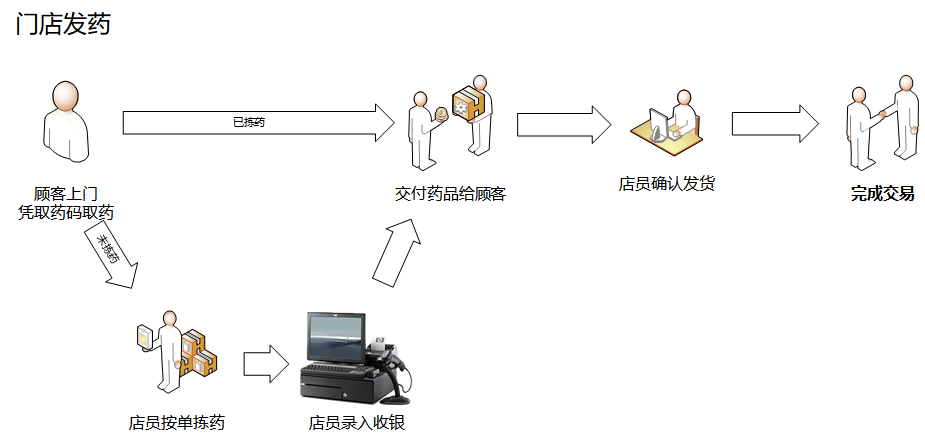 门店发药
已拣药
顾客上门
凭取药码取药
交付药品给顾客
店员确认发货
完成交易
未拣药
店员按单拣药
店员录入收银